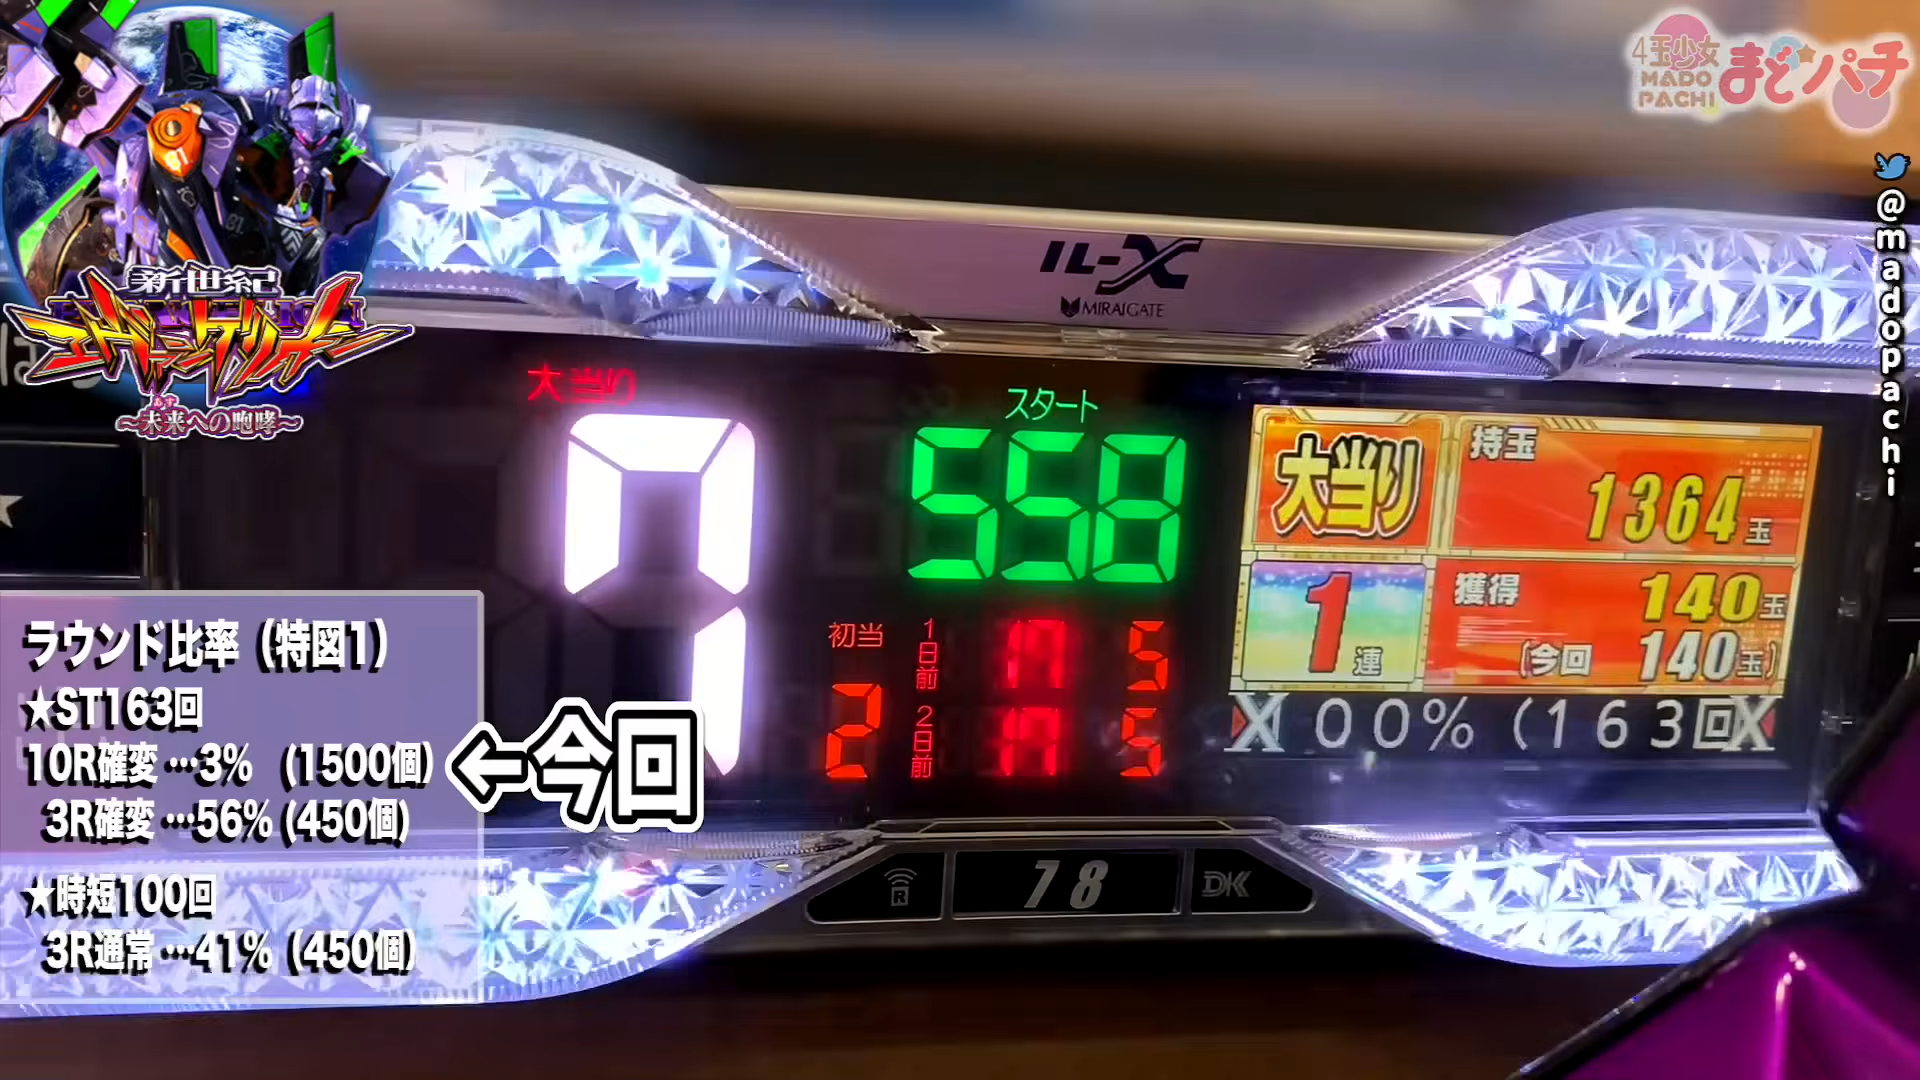 4玉少女
MADO
PACHI
まど★パチ
@madopachi
新世紀
エヴァンゲリオン
～未来への咆哮～
IL-X
MIRAIGATE
大当り
7
スタート
558
大当り
持玉
1364玉
1連
獲得
140玉
(今回 140玉)
00% (163回
初当
2
1日前
17
5
2日前
17
5
78
DK
ラウンド比率（特図1）
★ST163回
10R確変…3% (1500個)
←今回
3R確変…56% (450個)
★時短100回
3R通常…41% (450個)